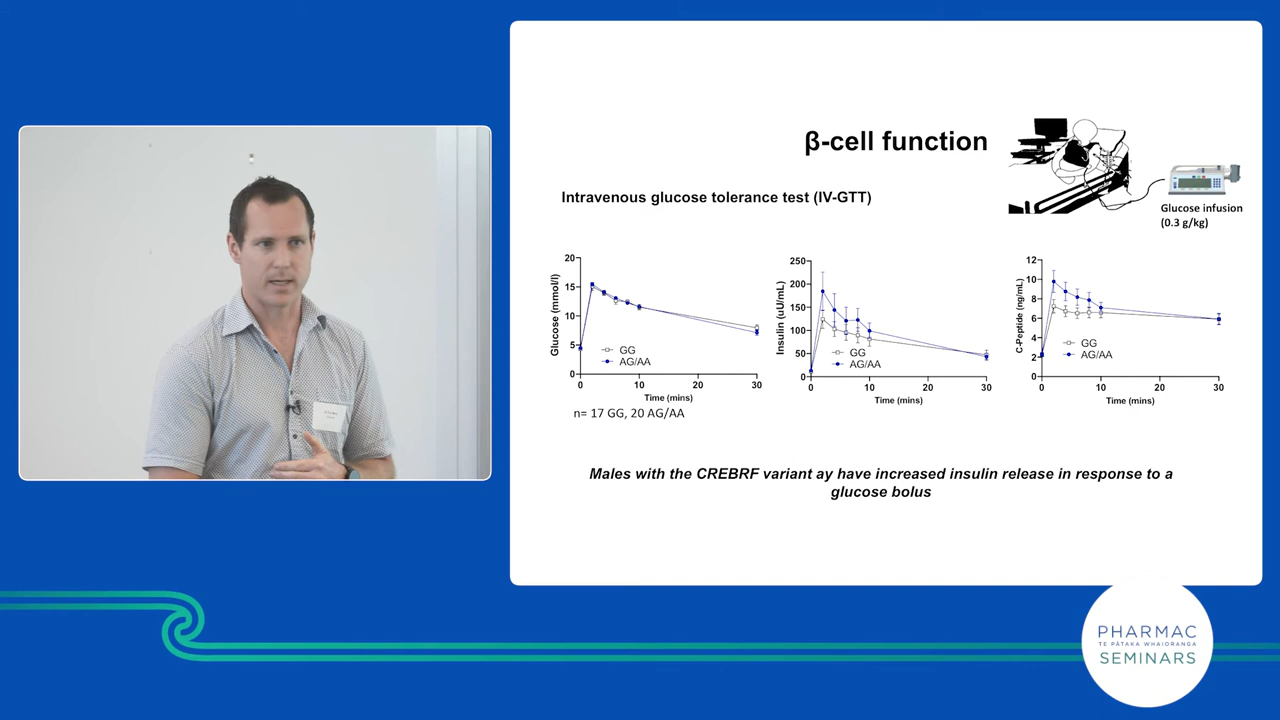 β-cell function
Intravenous glucose tolerance test (IV-GTT)
Glucose infusion
(0.3 g/kg)
20
15
10
5
0
Glucose (mmol/l)
GG
AG/AA
0
10
20
30
Time (mins)
n= 17 GG, 20 AG/AA
250
200
150
100
50
0
Insulin (uU/mL)
GG
AG/AA
0
10
20
30
Time (mins)
12
10
8
6
4
2
0
C-Peptide (ng/mL)
GG
AG/AA
0
10
20
30
Time (mins)
Males with the CREBRF variant ay have increased insulin release in response to a
glucose bolus
PHARMAC
TE PĀTAKA WHAIORANGA
SEMINARS